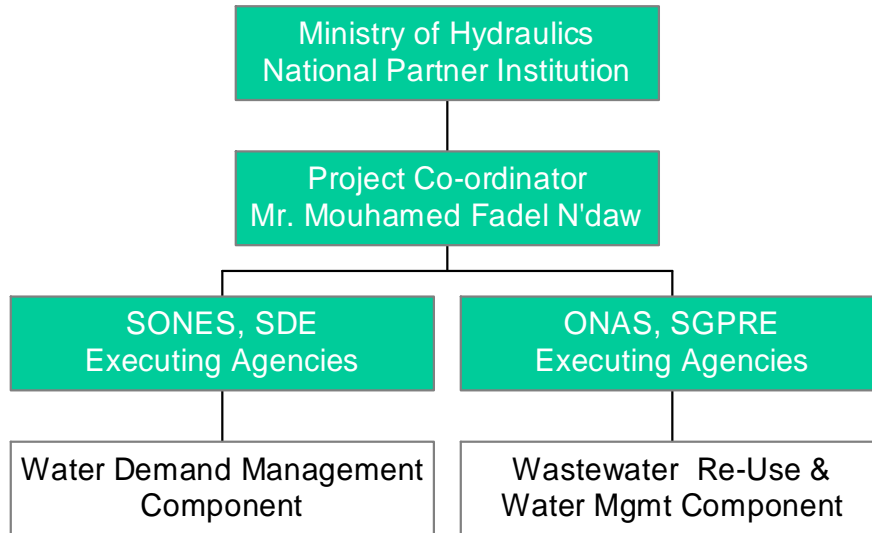 Ministry of Hydraulics
National Partner Institution
Project Co-ordinator
Mr. Mouhamed Fadel N'daw
SONES, SDE
Executing Agencies
ONAS, SGPRE
Executing Agencies
Water Demand Management
Component
Wastewater Re-Use &
Water Mgmt Component